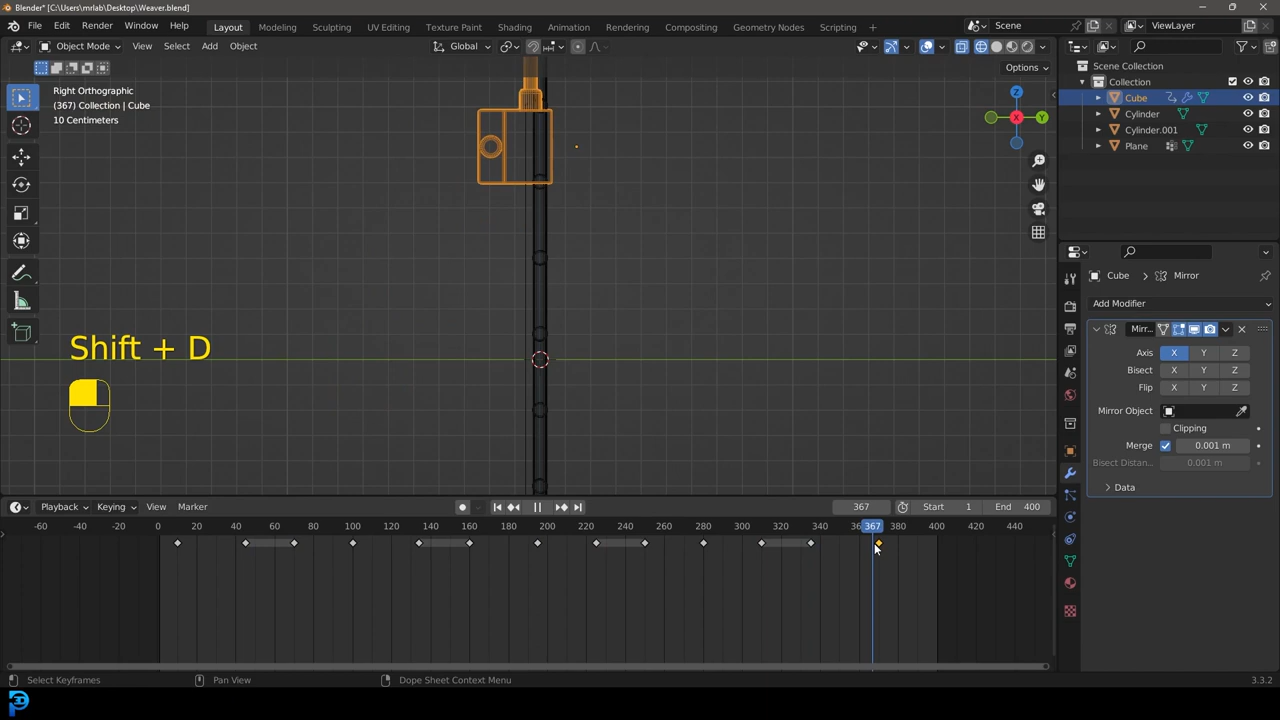 Blender* [C:\Users\mrlab\Desktop\Weaver.blend]
File Edit Render Window Help Layout Modeling Sculpting UV Editing Texture Paint Shading Animation Rendering Compositing Geometry Nodes Scripting Scene ViewLayer
Object Mode View Select Add Object Global
Options
Right Orthographic
(367) Collection | Cube
10 Centimeters
Z
X
Y
Shift + D
Scene Collection
Collection
Cube
Cylinder
Cylinder.001
Plane
Cube Mirror
Add Modifier
Mirr...
Axis X Y Z
Bisect X Y Z
Flip X Y Z
Mirror Object
Clipping
Merge 0.001 m
Bisect Distan... 0.001 m
Data
Playback Keying View Marker 367 Start 1 End 400
-60 -40 -20 0 20 40 60 80 100 120 140 160 180 200 220 240 260 280 300 320 340 36 367 380 400 420 440
Select Keyframes Pan View Dope Sheet Context Menu 3.3.2